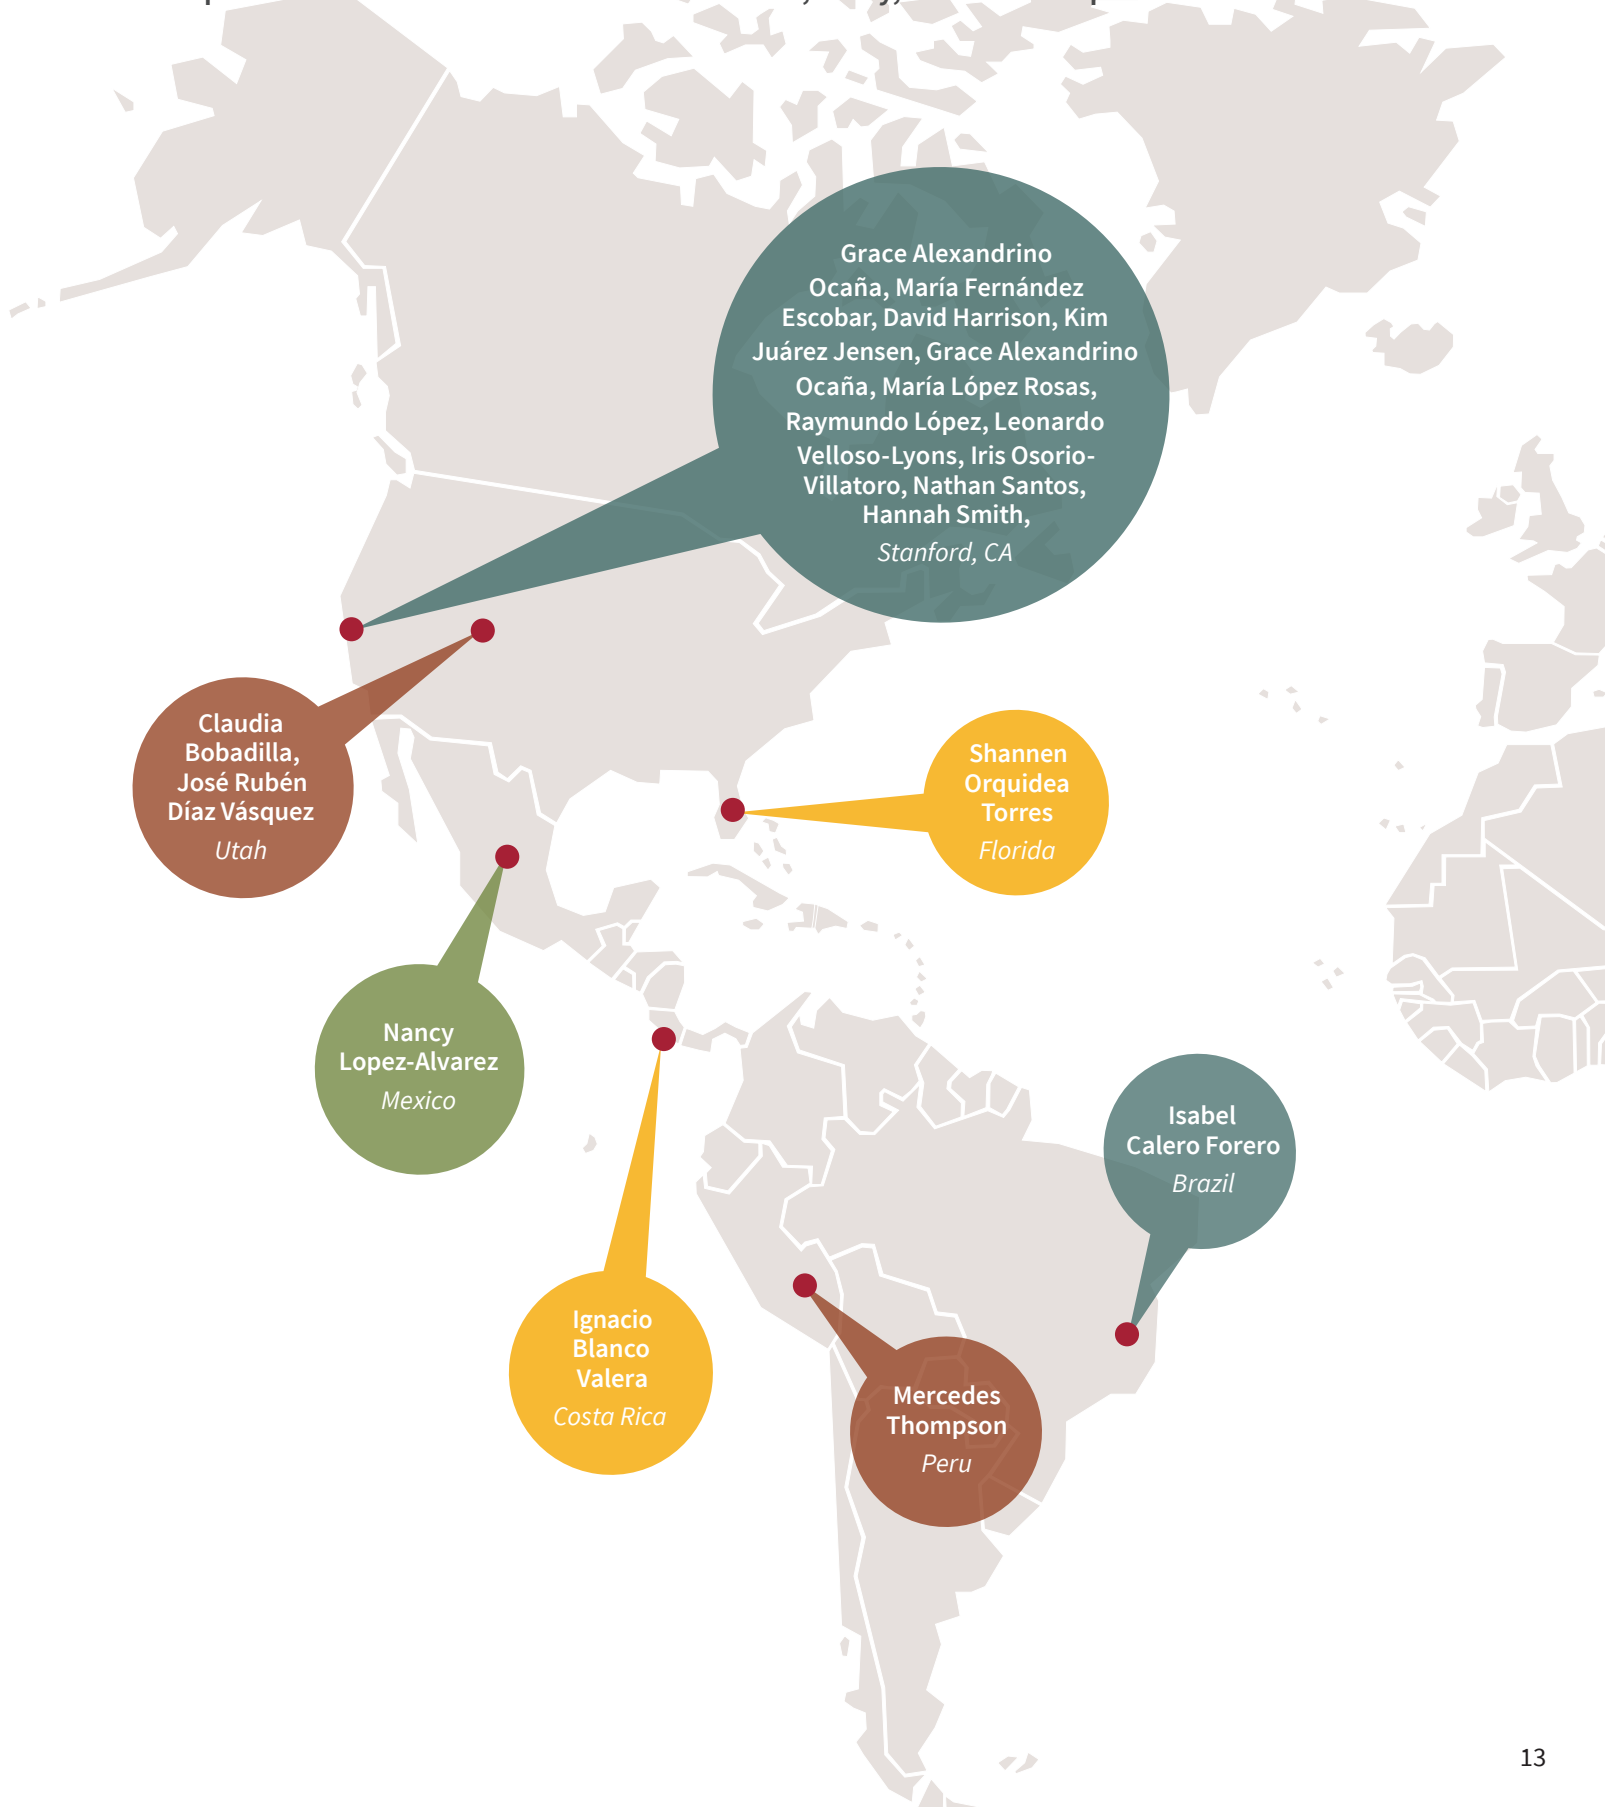 Grace Alexandrino
Ocaña, María Fernández
Escobar, David Harrison, Kim
Juárez Jensen, Grace Alexandrino
Ocaña, María López Rosas,
Raymundo López, Leonardo
Velloso-Lyons, Iris Osorio-
Villatoro, Nathan Santos,
Hannah Smith,
Stanford, CA
Claudia
Bobadilla,
José Rubén
Díaz Vásquez
Utah
Shannen
Orquidea
Torres
Florida
Nancy
Lopez-Alvarez
Mexico
Isabel
Calero Forero
Brazil
Ignacio
Blanco
Valera
Costa Rica
Mercedes
Thompson
Peru
13